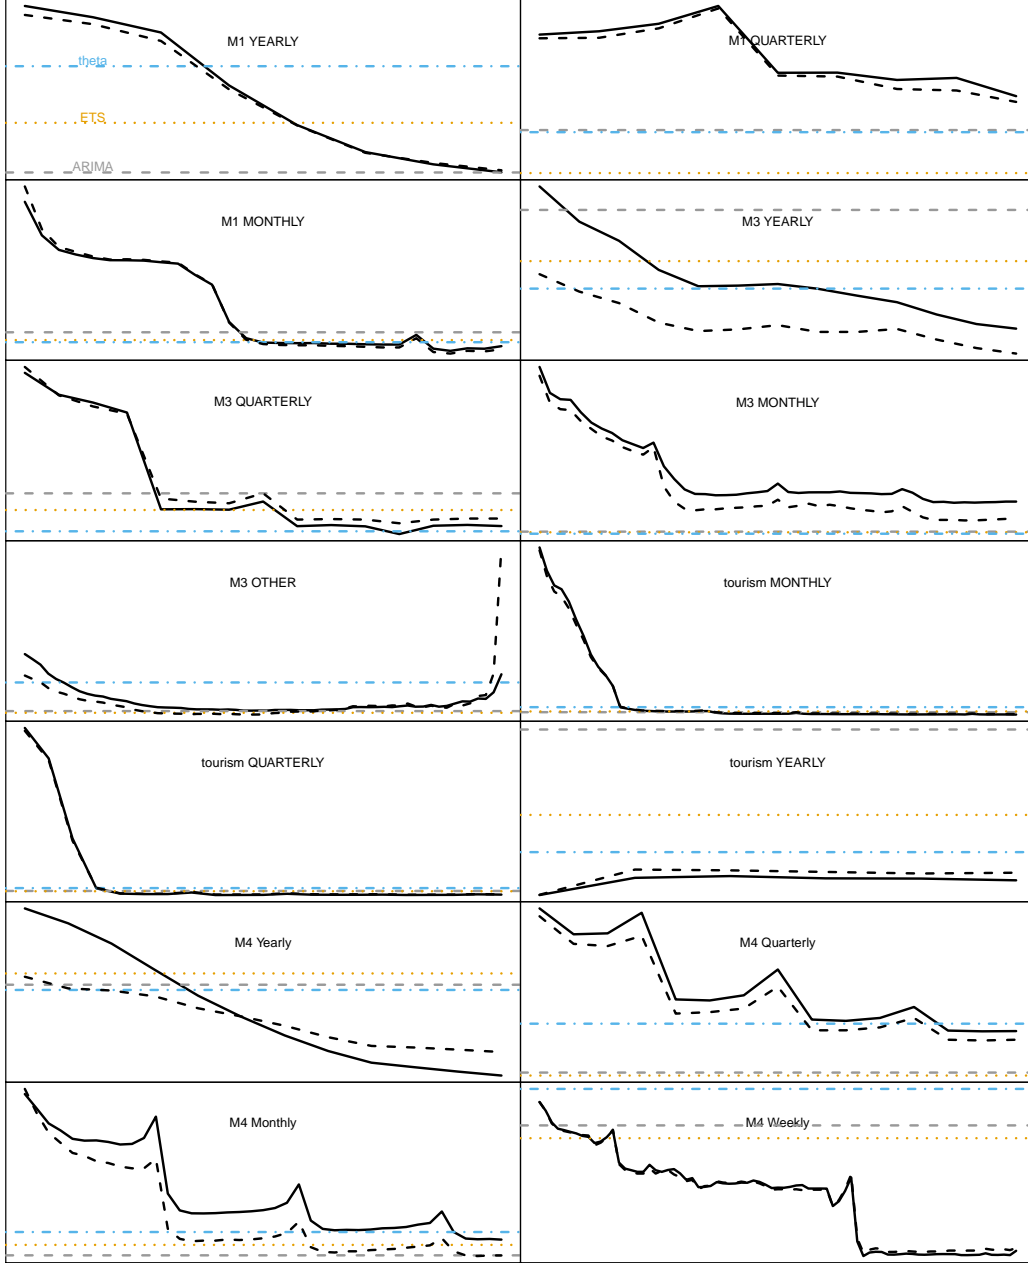 M1 YEARLY
theta
ETS
ARIMA
M1 QUARTERLY
M1 MONTHLY
M3 YEARLY
M3 QUARTERLY
M3 MONTHLY
M3 OTHER
tourism MONTHLY
tourism QUARTERLY
tourism YEARLY
M4 Yearly
M4 Quarterly
M4 Monthly
M4 Weekly